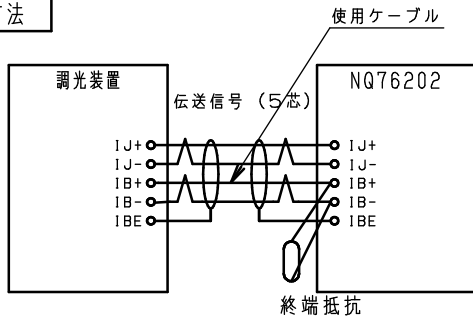 法
使用ケーブル
調光装置
NQ76202
伝送信号(5芯)
IJ+
IJ-
IB+
IB-
IBE
IJ+
IJ-
IB+
IB-
IBE
終端抵抗